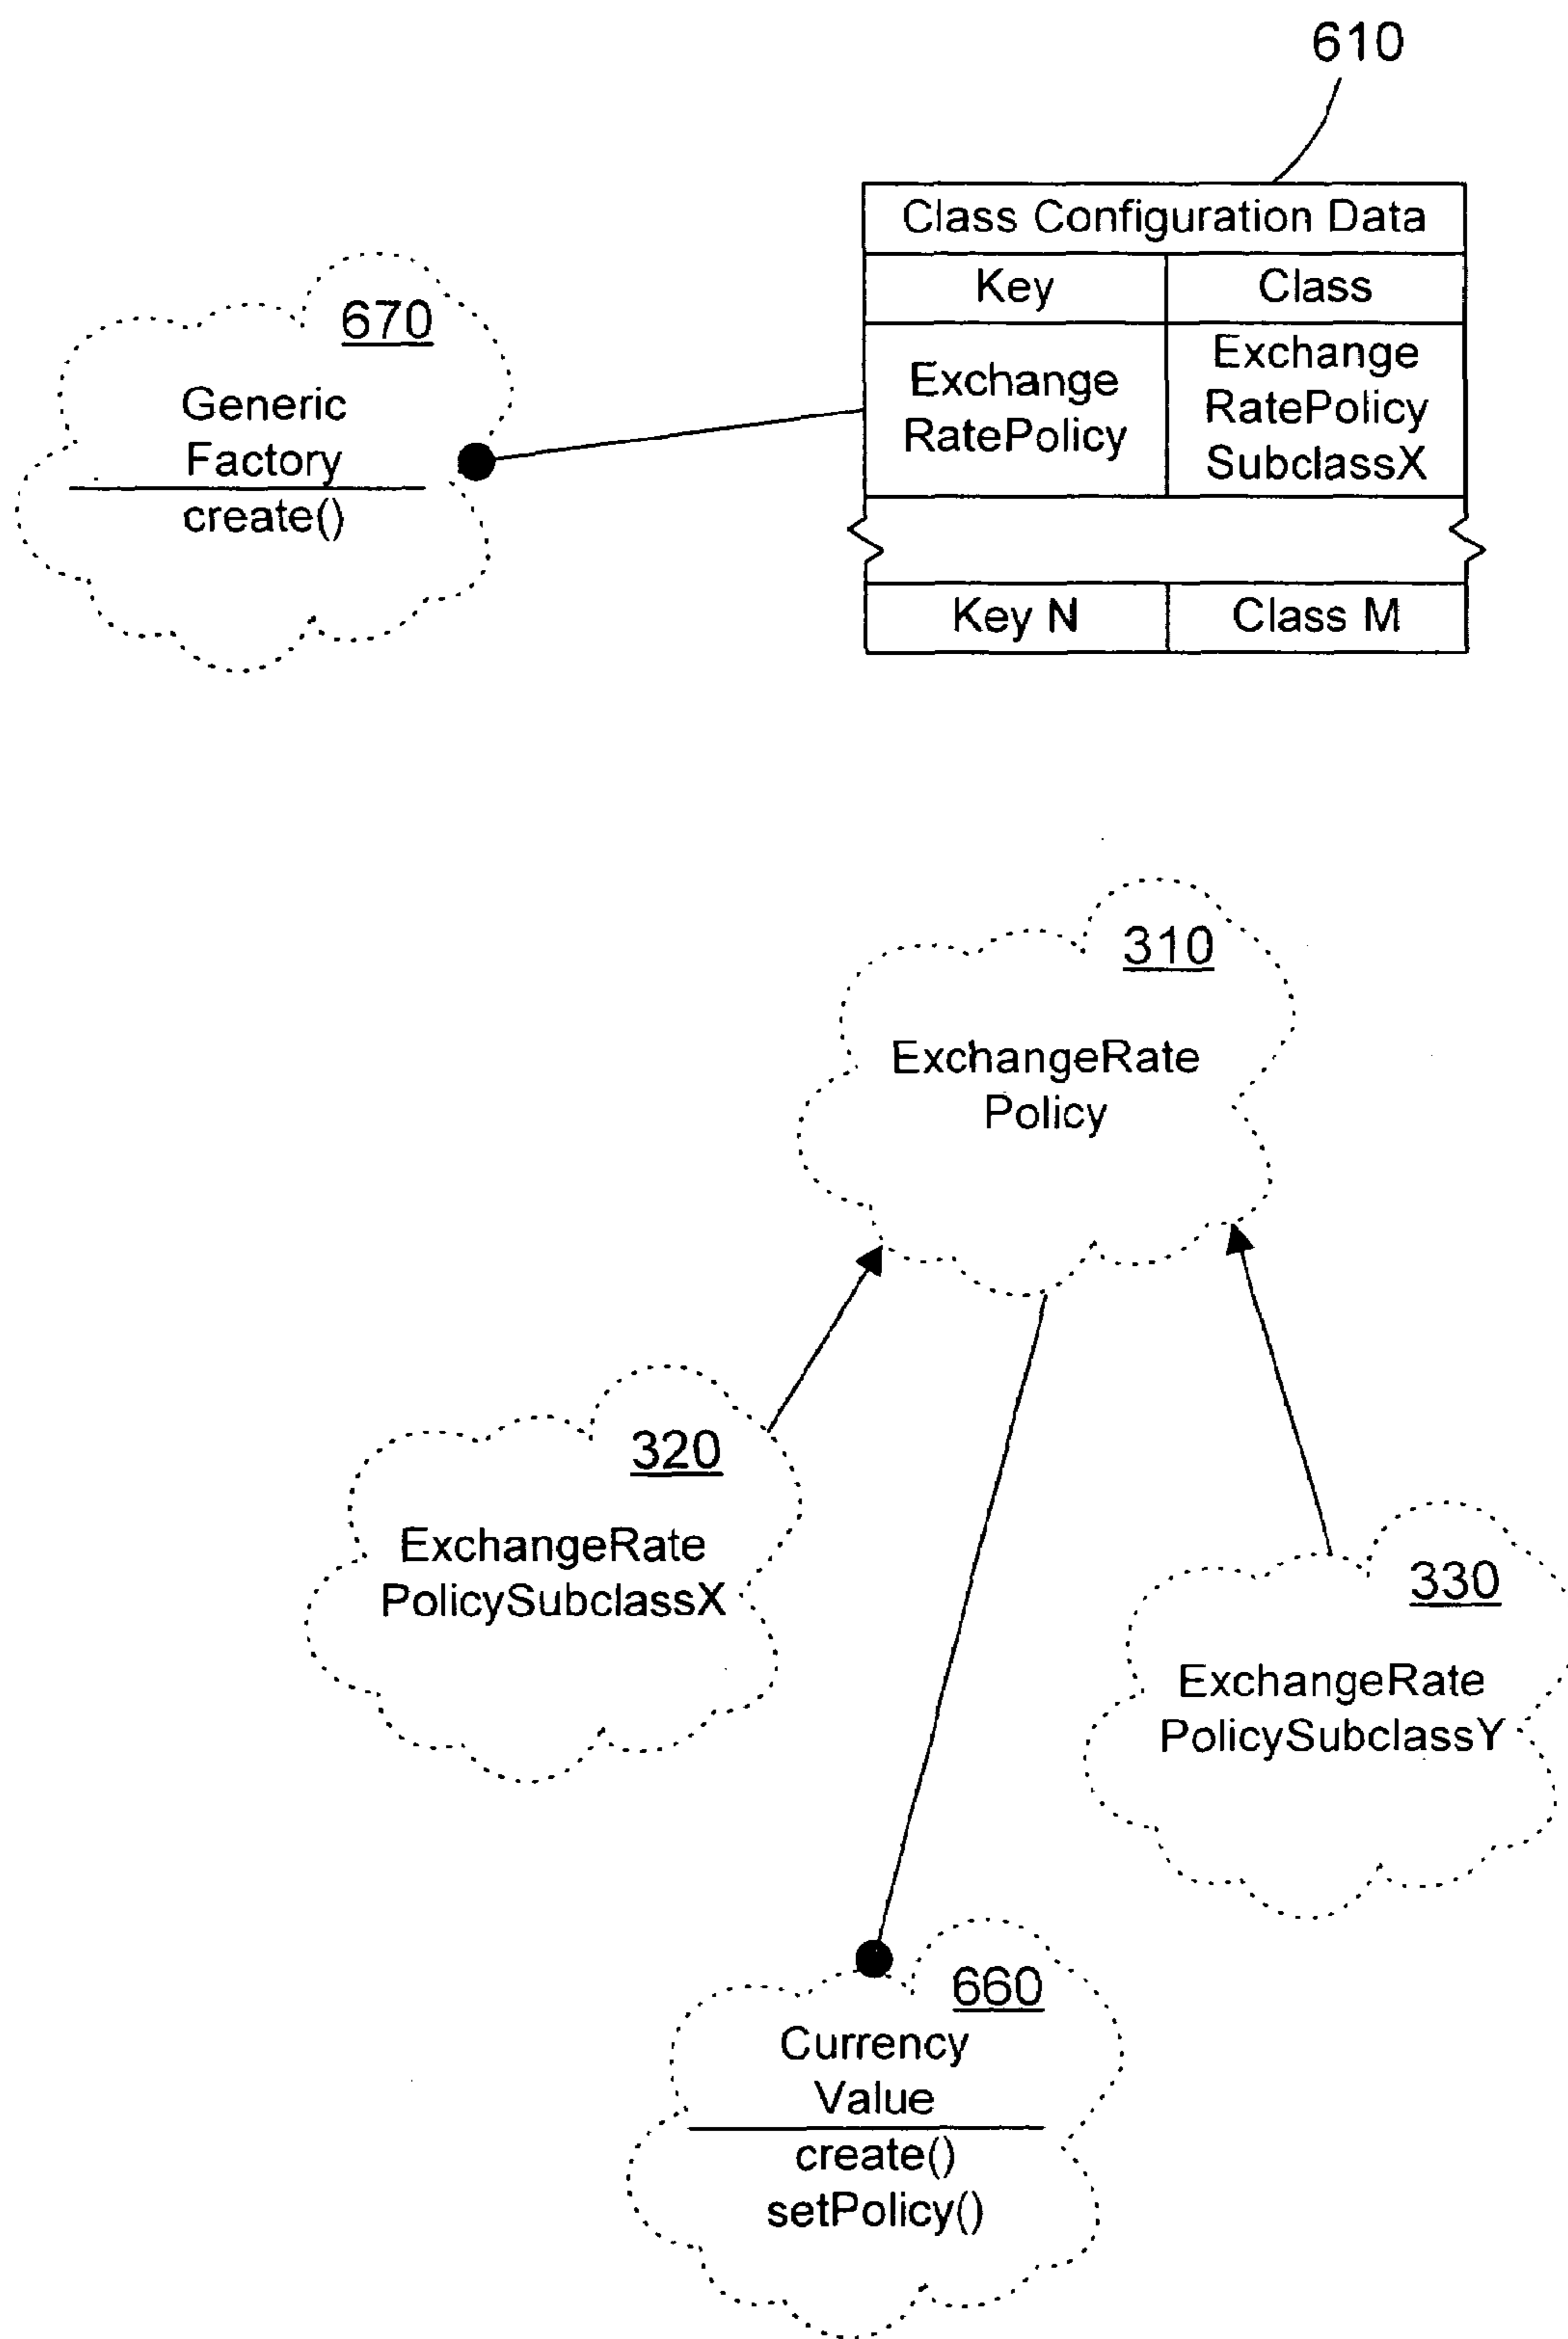 610
Class Configuration Data
Key Class
Exchange RatePolicy
Exchange RatePolicy SubclassX
Key N Class M
670
Generic
Factory
create()
310
ExchangeRate
Policy
320
ExchangeRate
PolicySubclassX
330
ExchangeRate
PolicySubclassY
660
Currency
Value
create()
setPolicy()